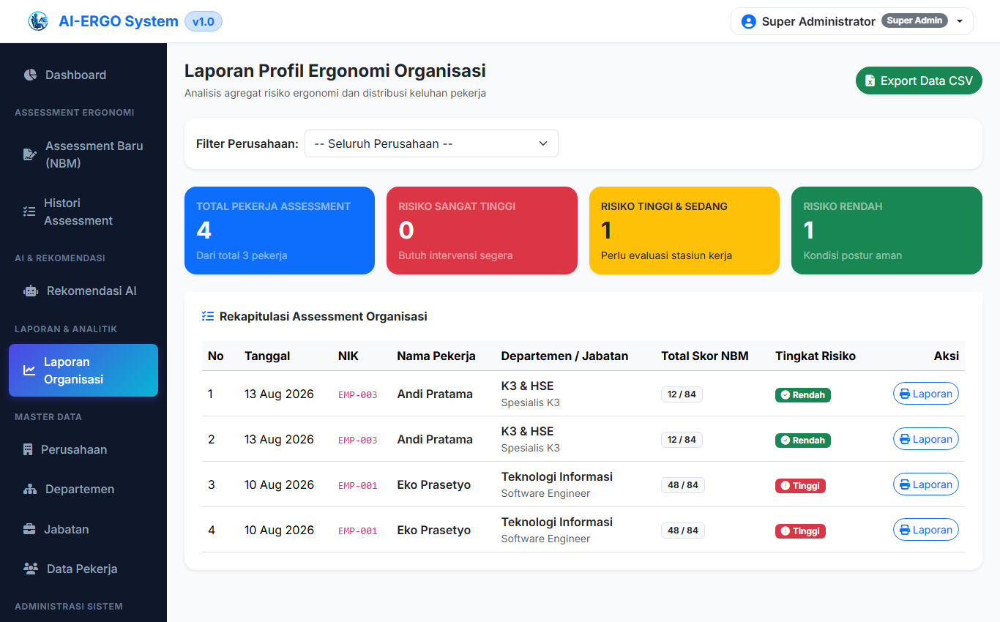 AI-ERGO System v1.0
Super Administrator Super Admin
Dashboard
ASSESSMENT ERGONOMI
Assessment Baru
(NBM)
Histori
Assessment
AI & REKOMENDASI
Rekomendasi AI
LAPORAN & ANALITIK
Laporan
Organisasi
MASTER DATA
Perusahaan
Departemen
Jabatan
Data Pekerja
ADMINISTRASI SISTEM
Laporan Profil Ergonomi Organisasi
Analisis agregat risiko ergonomi dan distribusi keluhan pekerja
Export Data CSV
Filter Perusahaan: -- Seluruh Perusahaan --
TOTAL PEKERJA ASSESSMENT
4
Dari total 3 pekerja
RISIKO SANGAT TINGGI
0
Butuh intervensi segera
RISIKO TINGGI & SEDANG
1
Perlu evaluasi stasiun kerja
RISIKO RENDAH
1
Kondisi postur aman
Rekapitulasi Assessment Organisasi
No Tanggal NIK Nama Pekerja Departemen / Jabatan Total Skor NBM Tingkat Risiko Aksi
1 13 Aug 2026 EMP-003 Andi Pratama K3 & HSE 12 / 84 Rendah Laporan
Spesialis K3
2 13 Aug 2026 EMP-003 Andi Pratama K3 & HSE 12 / 84 Rendah Laporan
Spesialis K3
3 10 Aug 2026 EMP-001 Eko Prasetyo Teknologi Informasi 48 / 84 Tinggi Laporan
Software Engineer
4 10 Aug 2026 EMP-001 Eko Prasetyo Teknologi Informasi 48 / 84 Tinggi Laporan
Software Engineer